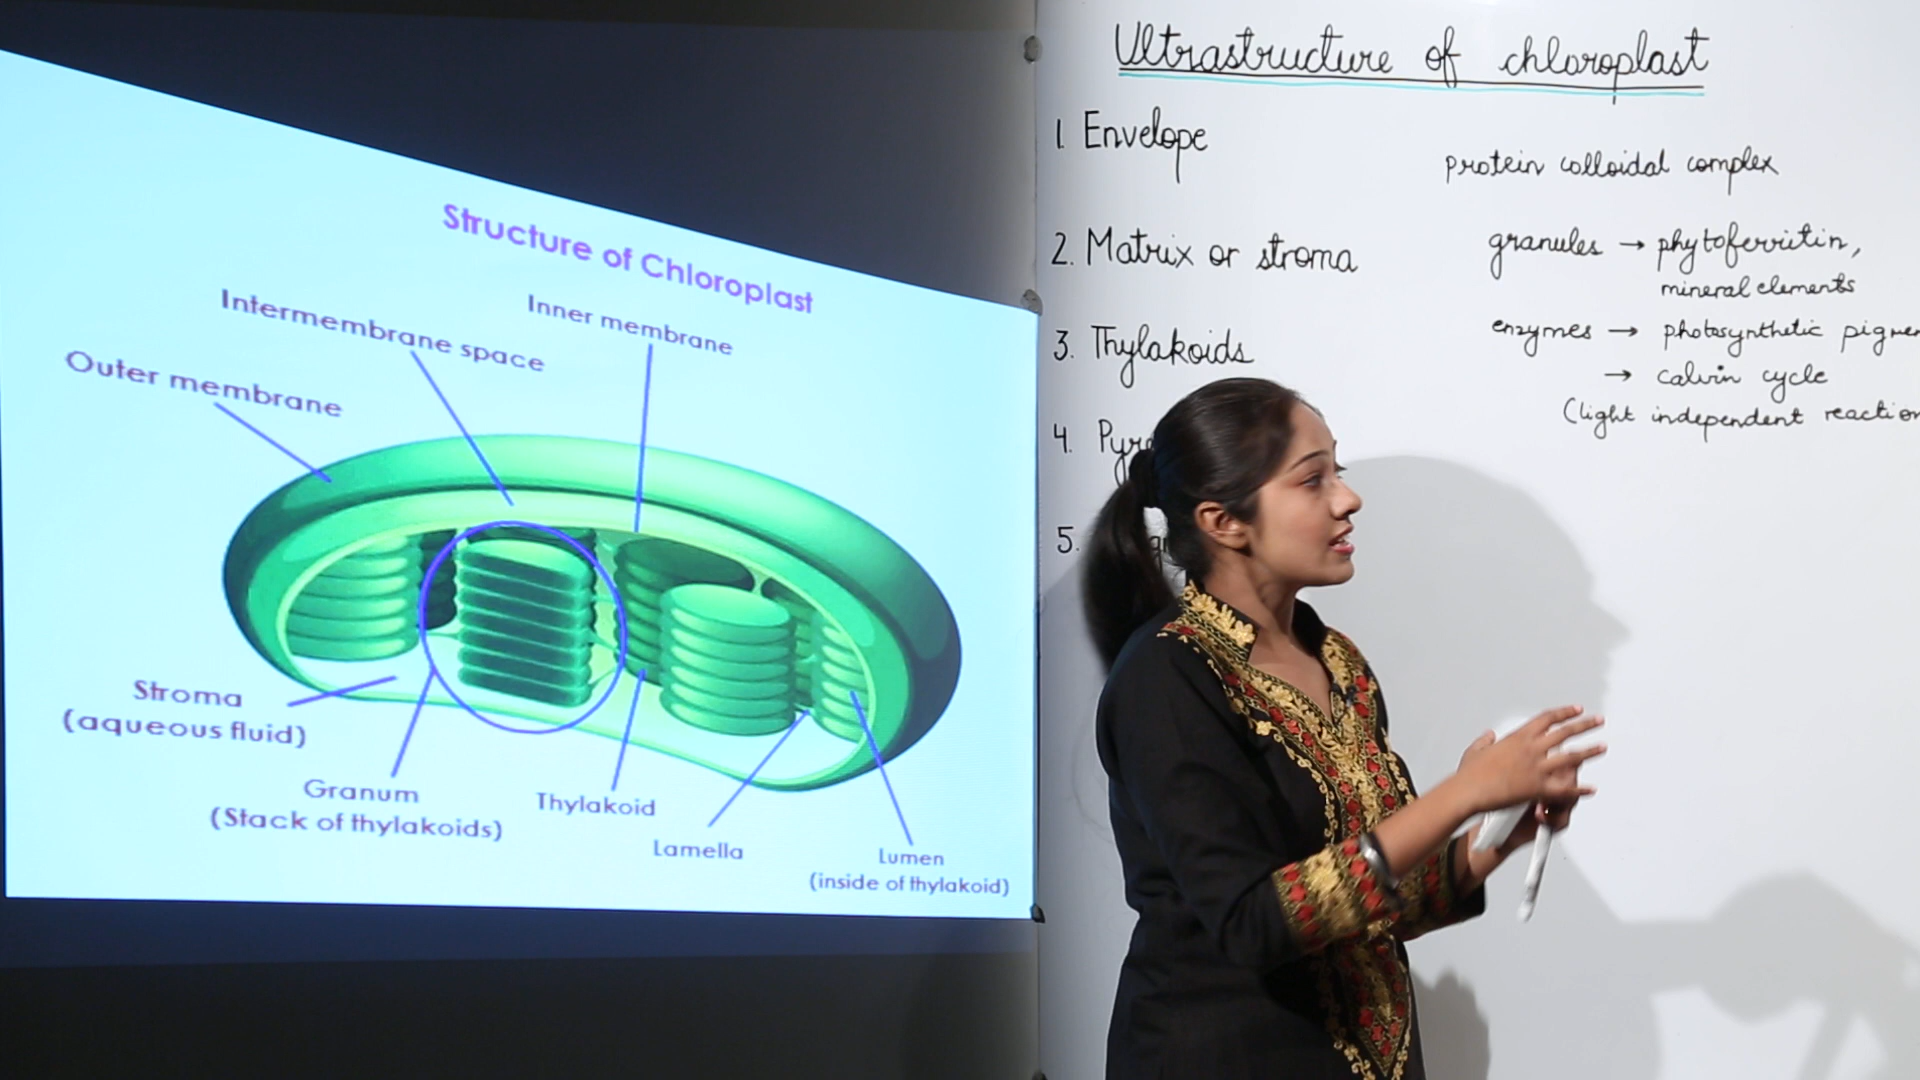 Structure of Chloroplast
Intermembrane space
Inner membrane
Outer membrane
Stroma
(aqueous fluid)
Granum
(Stack of thylakoids)
Thylakoid
Lamella
Lumen
(inside of thylakoid)
Ultrastructure of chloroplast
1. Envelope
2. Matrix or stroma
3. Thylakoids
4.
5.
protein colloidal complex
granules → phytoferritin,
mineral elements
enzymes → photosynthetic
→ calvin cycle
(light independent